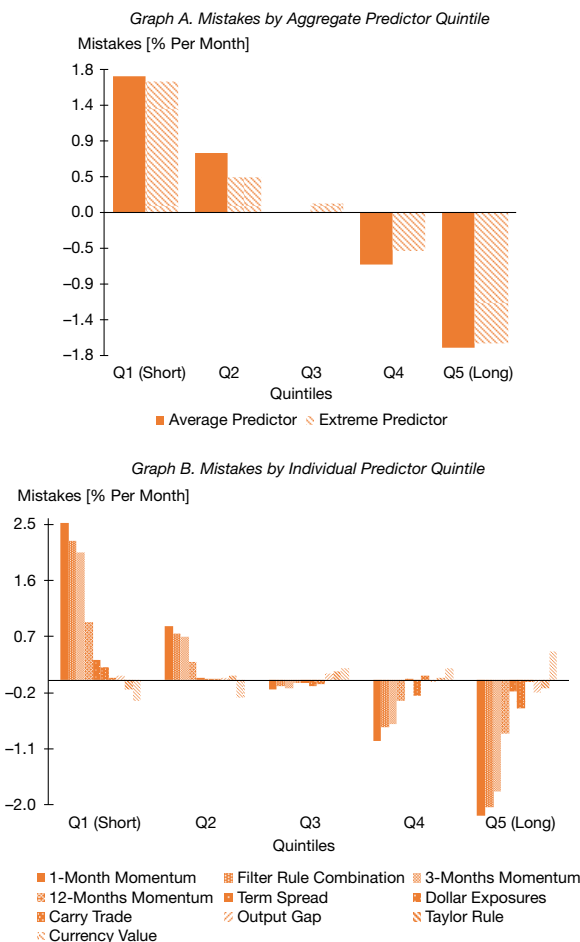 Graph A. Mistakes by Aggregate Predictor Quintile
Mistakes [% Per Month]
1.8
1.4
0.9
0.5
0.0
–0.5
–0.9
–1.4
–1.8
Q1 (Short) Q2 Q3 Q4 Q5 (Long)
Quintiles
Average Predictor Extreme Predictor
Graph B. Mistakes by Individual Predictor Quintile
Mistakes [% Per Month]
2.5
1.6
0.7
–0.2
–1.1
–2.0
Q1 (Short) Q2 Q3 Q4 Q5 (Long)
Quintiles
1-Month Momentum Filter Rule Combination 3-Months Momentum
12-Months Momentum Term Spread Dollar Exposures
Carry Trade Output Gap Taylor Rule
Currency Value